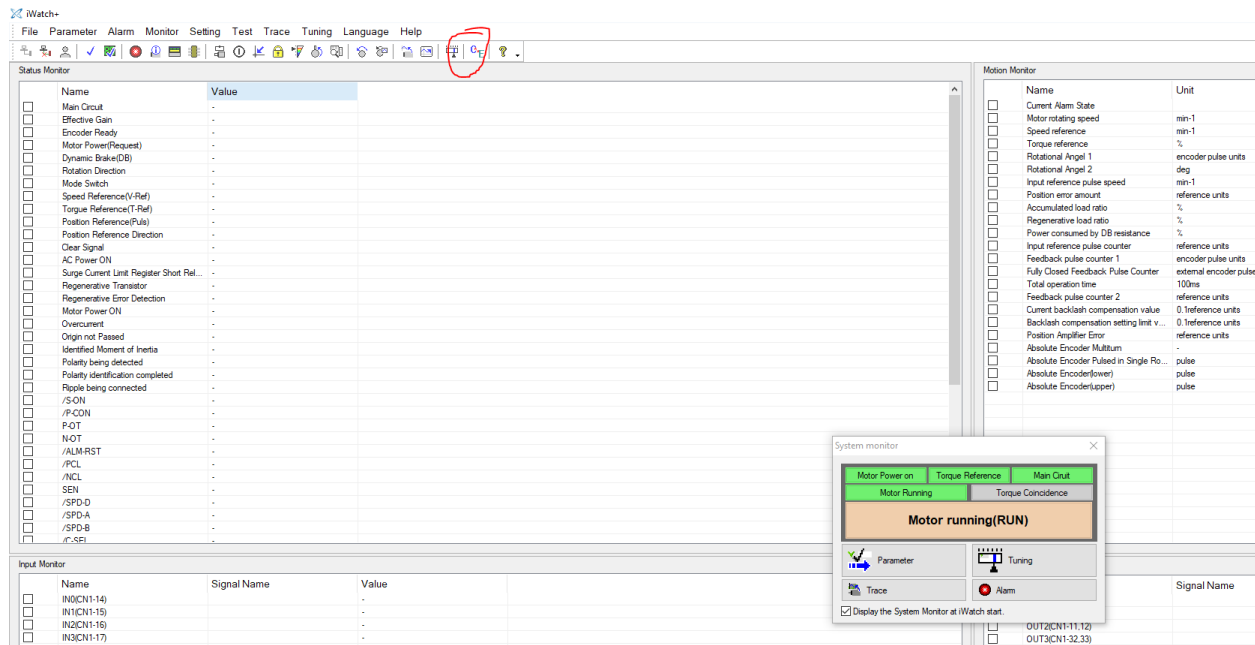 iWatch+
File Parameter Alarm Monitor Setting Test Trace Tuning Language Help
Status Monitor
Name Value
Main Circuit -
Effective Gain -
Encoder Ready -
Motor Power(Request) -
Dynamic Brake(DB) -
Rotation Direction -
Mode Switch -
Speed Reference(V-Ref) -
Torgue Reference(T-Ref) -
Position Reference(Puls) -
Position Reference Direction -
Clear Signal -
AC Power ON -
Surge Current Limit Register Short Rel... -
Regenerative Transistor -
Regenerative Error Detection -
Motor Power ON -
Overcurrent -
Origin not Passed -
Identified Moment of Inertia -
Polarity being detected -
Polarity identification completed -
Ripple being connected -
/S-ON -
/P-CON -
P-OT -
N-OT -
/ALM-RST -
/PCL -
/NCL -
SEN -
/SPD-D -
/SPD-A -
/SPD-B -
/C-SEL -
Motion Monitor
Name Unit
Current Alarm State
Motor rotating speed min-1
Speed reference min-1
Torque reference %
Rotational Angel 1 encoder pulse units
Rotational Angel 2 deg
Input reference pulse speed min-1
Position error amount reference units
Accumulated load ratio %
Regenerative load ratio %
Power consumed by DB resistance %
Input reference pulse counter reference units
Feedback pulse counter 1 encoder pulse units
Fully Closed Feedback Pulse Counter external encoder pulse
Total operation time 100ms
Feedback pulse counter 2 reference units
Current backlash compensation value 0.1reference units
Backlash compensation setting limit v... 0.1reference units
Position Amplifier Error reference units
Absolute Encoder Multiturn -
Absolute Encoder Pulsed in Single Ro... pulse
Absolute Encoder(lower) pulse
Absolute Encoder(upper) pulse
System monitor
Motor Power on Torque Reference Main Ciruit
Motor Running Torque Coincidence
Motor running(RUN)
Parameter Tuning
Trace Alarm
Display the System Monitor at iWatch start.
Input Monitor
Name Signal Name Value
IN0(CN1-14) -
IN1(CN1-15) -
IN2(CN1-16) -
IN3(CN1-17) -
Signal Name
OUT2(CN1-11,12)
OUT3(CN1-32,33)